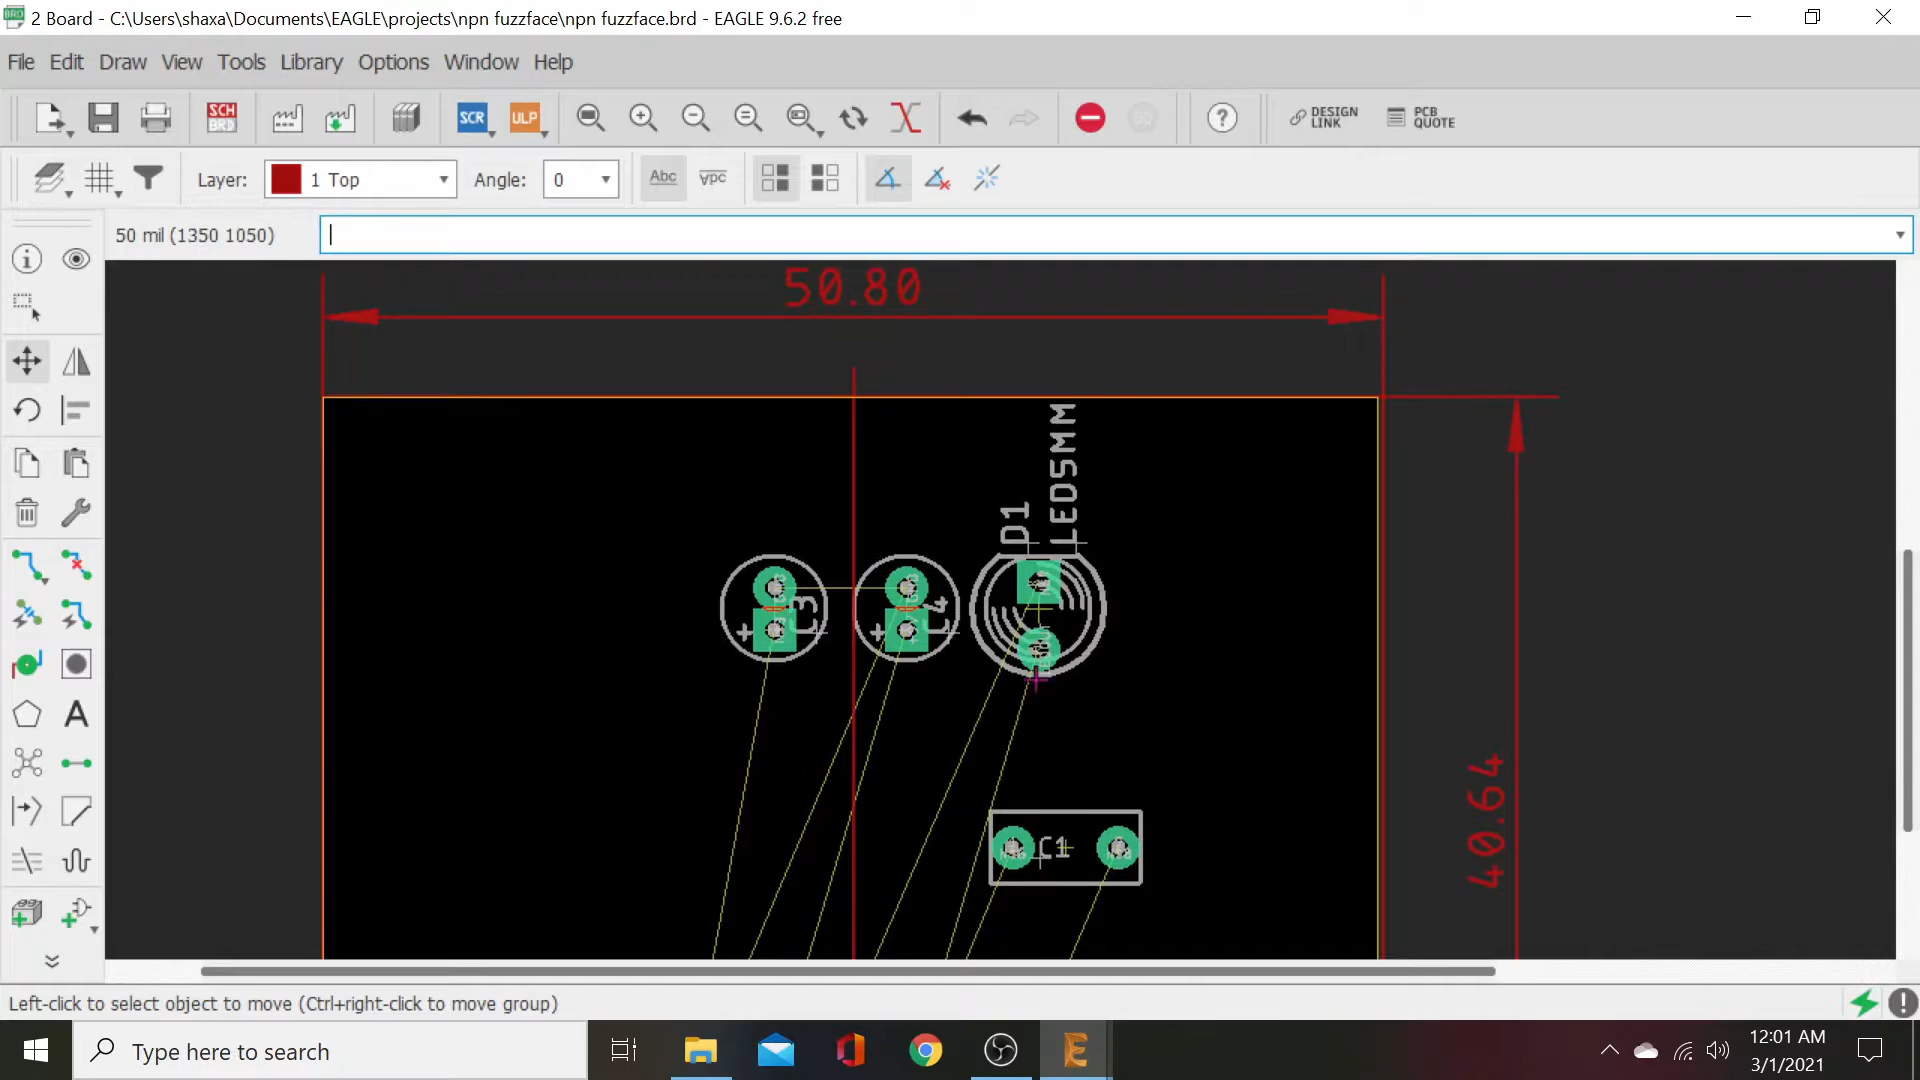 2 Board - C:\Users\shaxa\Documents\EAGLE\projects\npn fuzzface\npn fuzzface.brd - EAGLE 9.6.2 free
File Edit Draw View Tools Library Options Window Help
SCH BRD SCR ULP DESIGN LINK PCB QUOTE
Layer: 1 Top Angle: 0 Abc Abc
50 mil (1350 1050)
50.80
LED5MM
D1
C3
C4
C1
40.64
Left-click to select object to move (Ctrl+right-click to move group)
Type here to search
12:01 AM
3/1/2021